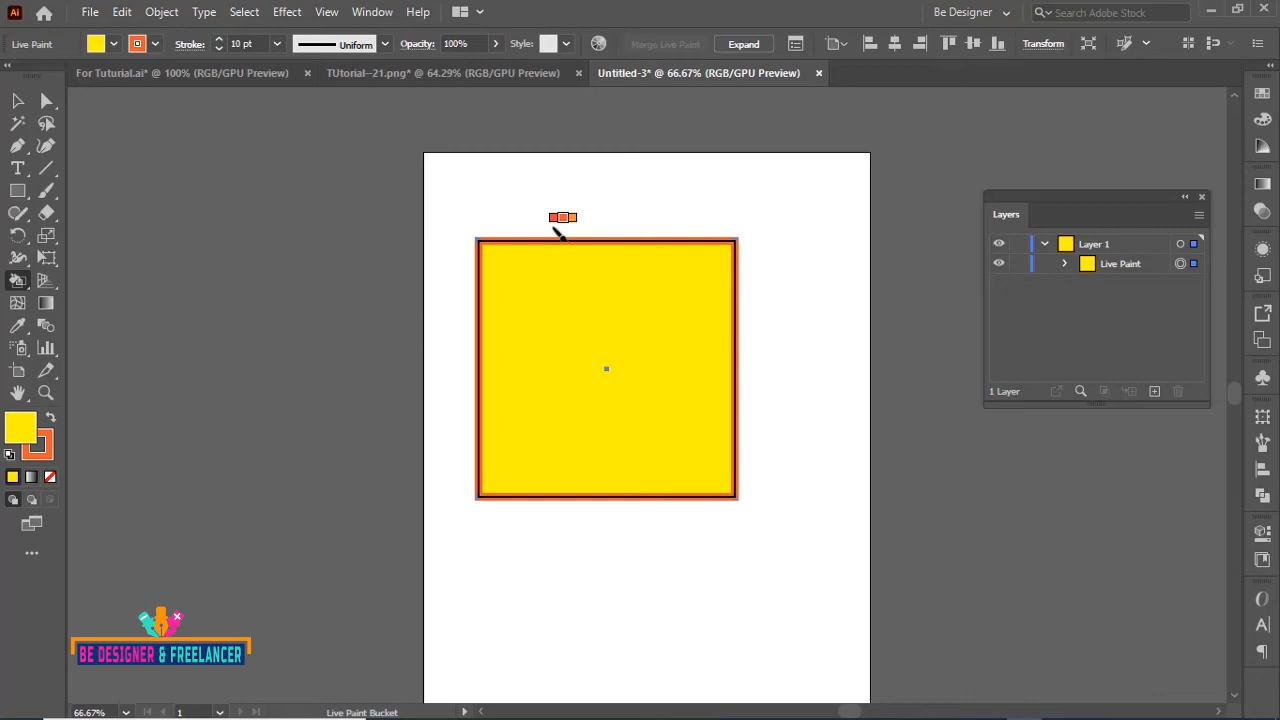 Ai File Edit Object Type Select Effect View Window Help Be Designer Search Adobe Stock
Live Paint Stroke: 10 pt Uniform Opacity: 100% Style: Merge Live Paint Expand Transform
For Tuturial.ai* @ 100% (RGB/GPU Preview) TUtorial--21.png* @ 64.29% (RGB/GPU Preview) Untitled-3* @ 66.67% (RGB/GPU Preview)
Layers
Layer 1
Live Paint
1 Layer
BE DESIGNER & FREELANCER
66.67% 1 Live Paint Bucket